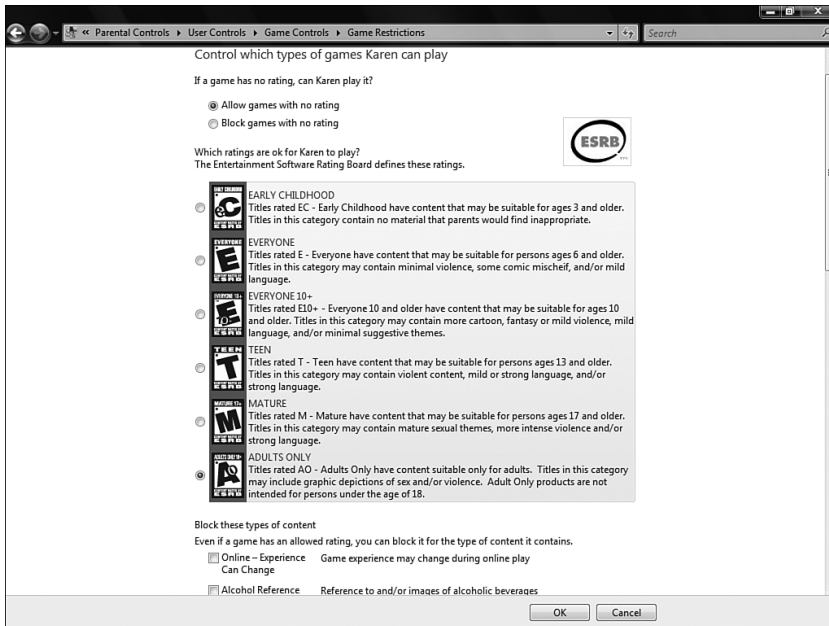 « Parental Controls ▸ User Controls ▸ Game Controls ▸ Game Restrictions
Search
Control which types of games Karen can play
If a game has no rating, can Karen play it?
Allow games with no rating
Block games with no rating
ESRB
Which ratings are ok for Karen to play?
The Entertainment Software Rating Board defines these ratings.
EARLY CHILDHOOD
Titles rated EC - Early Childhood have content that may be suitable for ages 3 and older.
Titles in this category contain no material that parents would find inappropriate.
EVERYONE
E
EVERYONE
Titles rated E - Everyone have content that may be suitable for persons ages 6 and older.
Titles in this category may contain minimal violence, some comic mischeif, and/or mild
language.
EVERYONE 10+
E
EVERYONE 10+
Titles rated E10+ - Everyone 10 and older have content that may be suitable for ages 10
and older. Titles in this category may contain more cartoon, fantasy or mild violence, mild
language, and/or minimal suggestive themes.
TEEN
T
TEEN
Titles rated T - Teen have content that may be suitable for persons ages 13 and older.
Titles in this category may contain violent content, mild or strong language, and/or
strong language.
MATURE 17+
M
MATURE
Titles rated M - Mature have content that may be suitable for persons ages 17 and older.
Titles in this category may contain mature sexual themes, more intense violence and/or
strong language.
ADULTS ONLY
Titles rated AO - Adults Only have content suitable only for adults. Titles in this category
may include graphic depictions of sex and/or violence. Adult Only products are not
intended for persons under the age of 18.
Block these types of content
Even if a game has an allowed rating, you can block it for the type of content it contains.
Online – Experience Game experience may change during online play
Can Change
Alcohol Reference Reference to and/or images of alcoholic beverages
OK Cancel